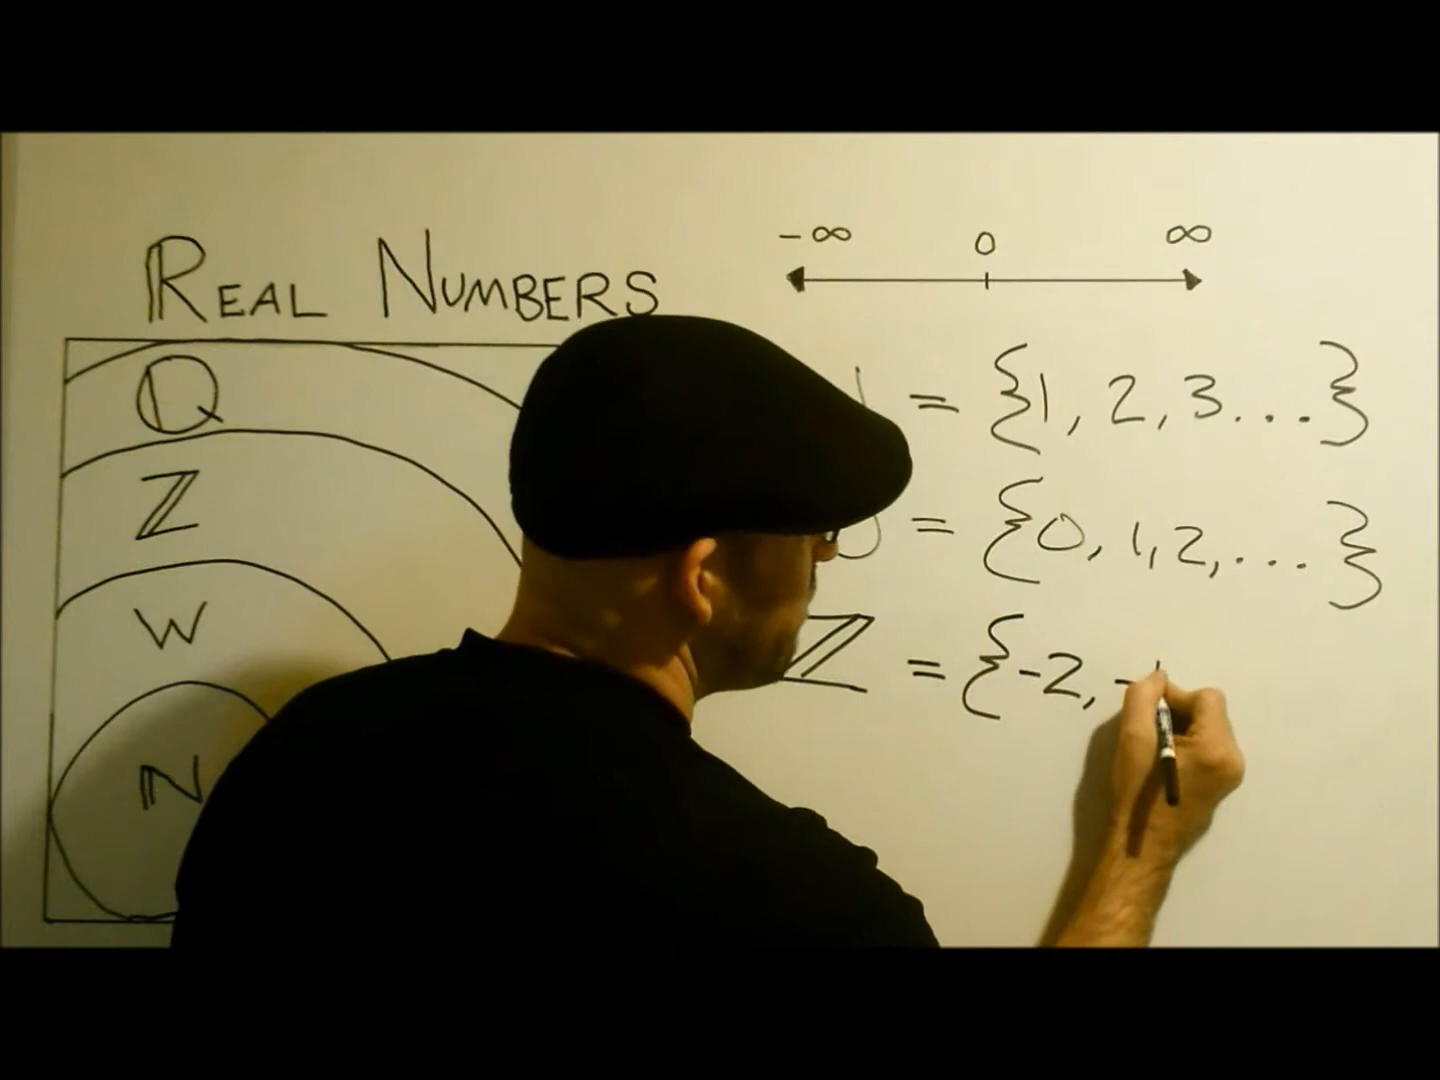 REAL NUMBERS
Q
Z
W
N
-∞ 0 ∞
= {1, 2, 3...}
= {0, 1, 2, ...}
Z = {-2, -